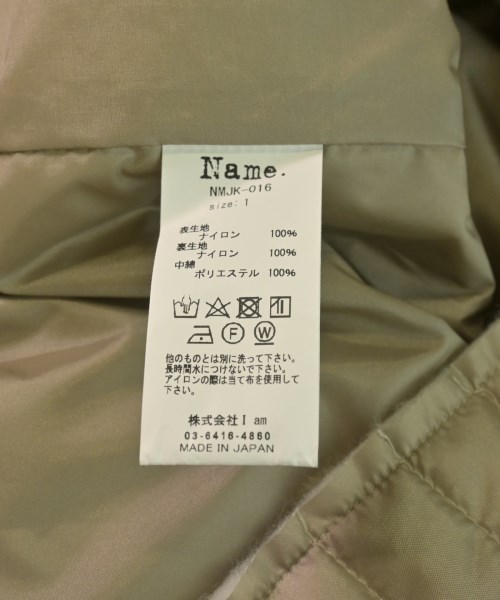 Name.
NMJK-016
size: 1
表生地
ナイロン 100%
裏生地
ナイロン 100%
中綿
ポリエステル 100%
F W
他のものとは別に洗って下さい。
長時間水につけないで下さい。
アイロンの際は当て布を使用して
下さい。
株式会社I am
03-6416-4860
MADE IN JAPAN